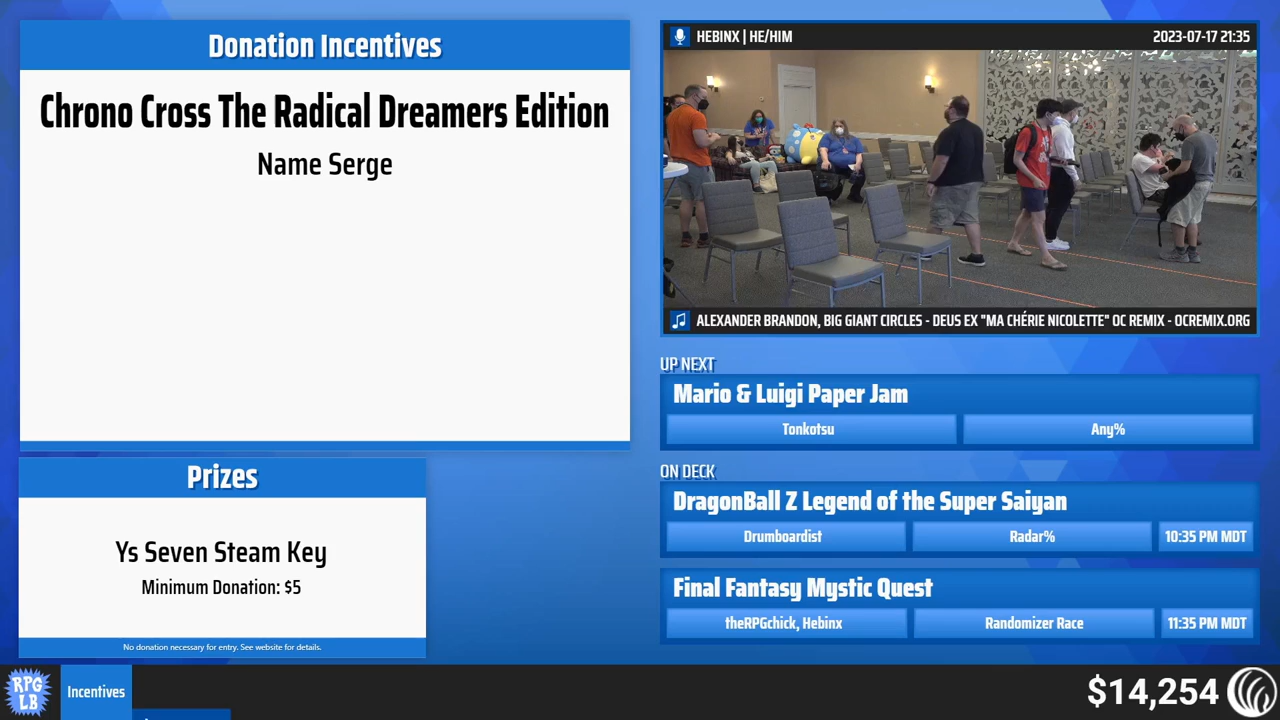 Donation Incentives
Chrono Cross The Radical Dreamers Edition
Name Serge
Prizes
Ys Seven Steam Key
Minimum Donation: $5
No donation necessary for entry. See website for details.
HEBINX | HE/HIM
2023-07-17 21:35
ALEXANDER BRANDON, BIG GIANT CIRCLES - DEUS EX "MA CHÉRIE NICOLETTE" OC REMIX - OCREMIX.ORG
UP NEXT
Mario & Luigi Paper Jam
Tonkotsu
Any%
ON DECK
DragonBall Z Legend of the Super Saiyan
Drumboardist
Radar%
10:35 PM MDT
Final Fantasy Mystic Quest
theRPGchick, Hebinx
Randomizer Race
11:35 PM MDT
RPG
LB
Incentives
$14,254